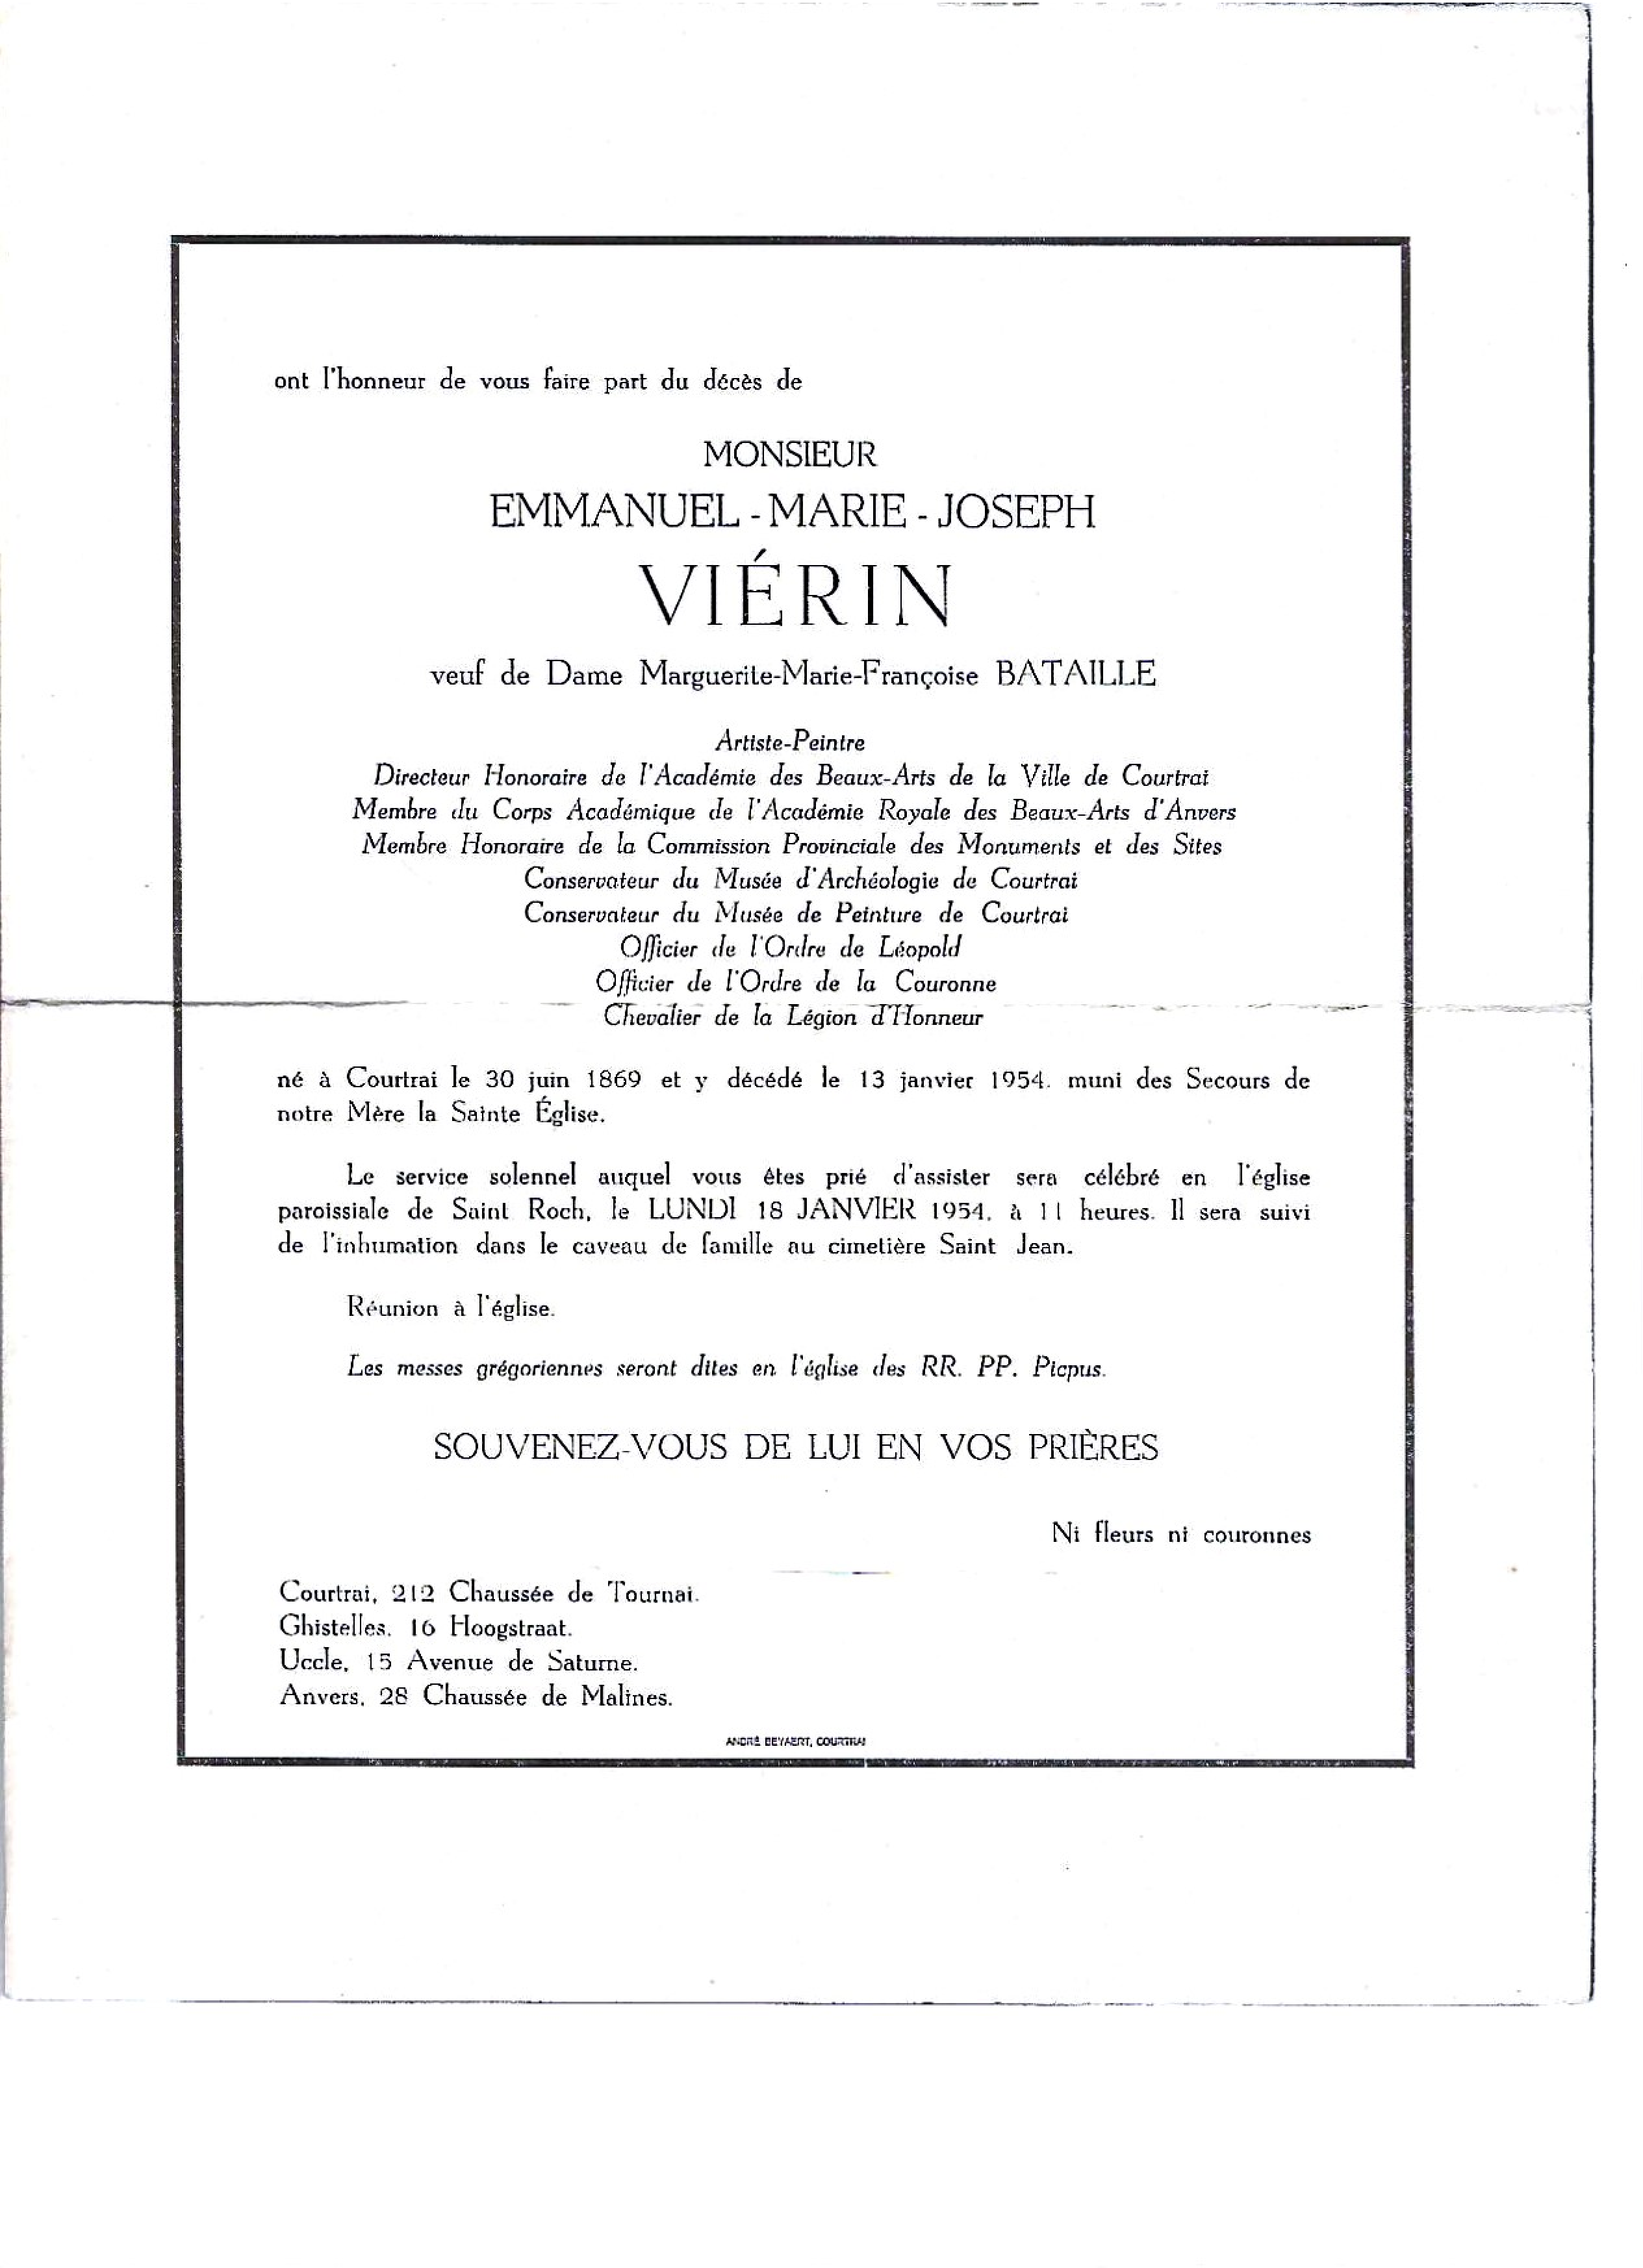 ont l'honneur de vous faire part du décès de
MONSIEUR
EMMANUEL - MARIE - JOSEPH
VIÉRIN
veuf de Dame Marguerite-Marie-Françoise BATAILLE
Artiste-Peintre
Directeur Honoraire de l'Académie des Beaux-Arts de la Ville de Courtrai
Membre du Corps Académique de l'Académie Royale des Beaux-Arts d'Anvers
Membre Honoraire de la Commission Provinciale des Monuments et des Sites
Conservateur du Musée d'Archéologie de Courtrai
Conservateur du Musée de Peinture de Courtrai
Officier de l'Ordre de Léopold
Officier de l'Ordre de la Couronne
Chevalier de la Légion d'Honneur
né à Courtrai le 30 juin 1869 et y décédé le 13 janvier 1954. muni des Secours de
notre Mère la Sainte Église.
Le service solennel auquel vous êtes prié d'assister sera célébré en l'église
paroissiale de Saint Roch, le LUNDI 18 JANVIER 1954, à 11 heures. Il sera suivi
de l'inhumation dans le caveau de famille au cimetière Saint Jean.
Réunion à l'église.
Les messes grégoriennes seront dites en l'église des RR. PP. Picpus.
SOUVENEZ-VOUS DE LUI EN VOS PRIÈRES
Ni fleurs ni couronnes
Courtrai, 212 Chaussée de Tournai.
Ghistelles, 16 Hoogstraat.
Uccle, 15 Avenue de Saturne.
Anvers, 28 Chaussée de Malines.
ANDRÉ BEYAERT, COURTRAI